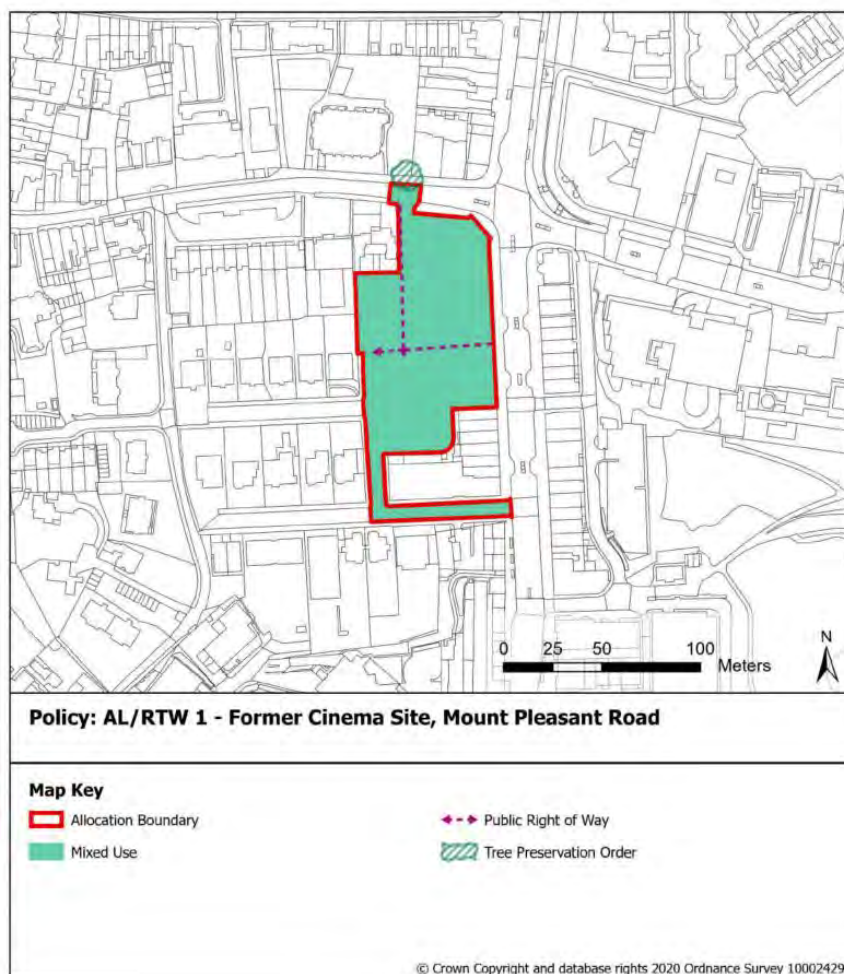 N
0 25 50 100
Meters
Policy: AL/RTW 1 - Former Cinema Site, Mount Pleasant Road
Map Key
Allocation Boundary
Public Right of Way
Mixed Use
Tree Preservation Order
© Crown Copyright and database rights 2020 Ordnance Survey 10002429